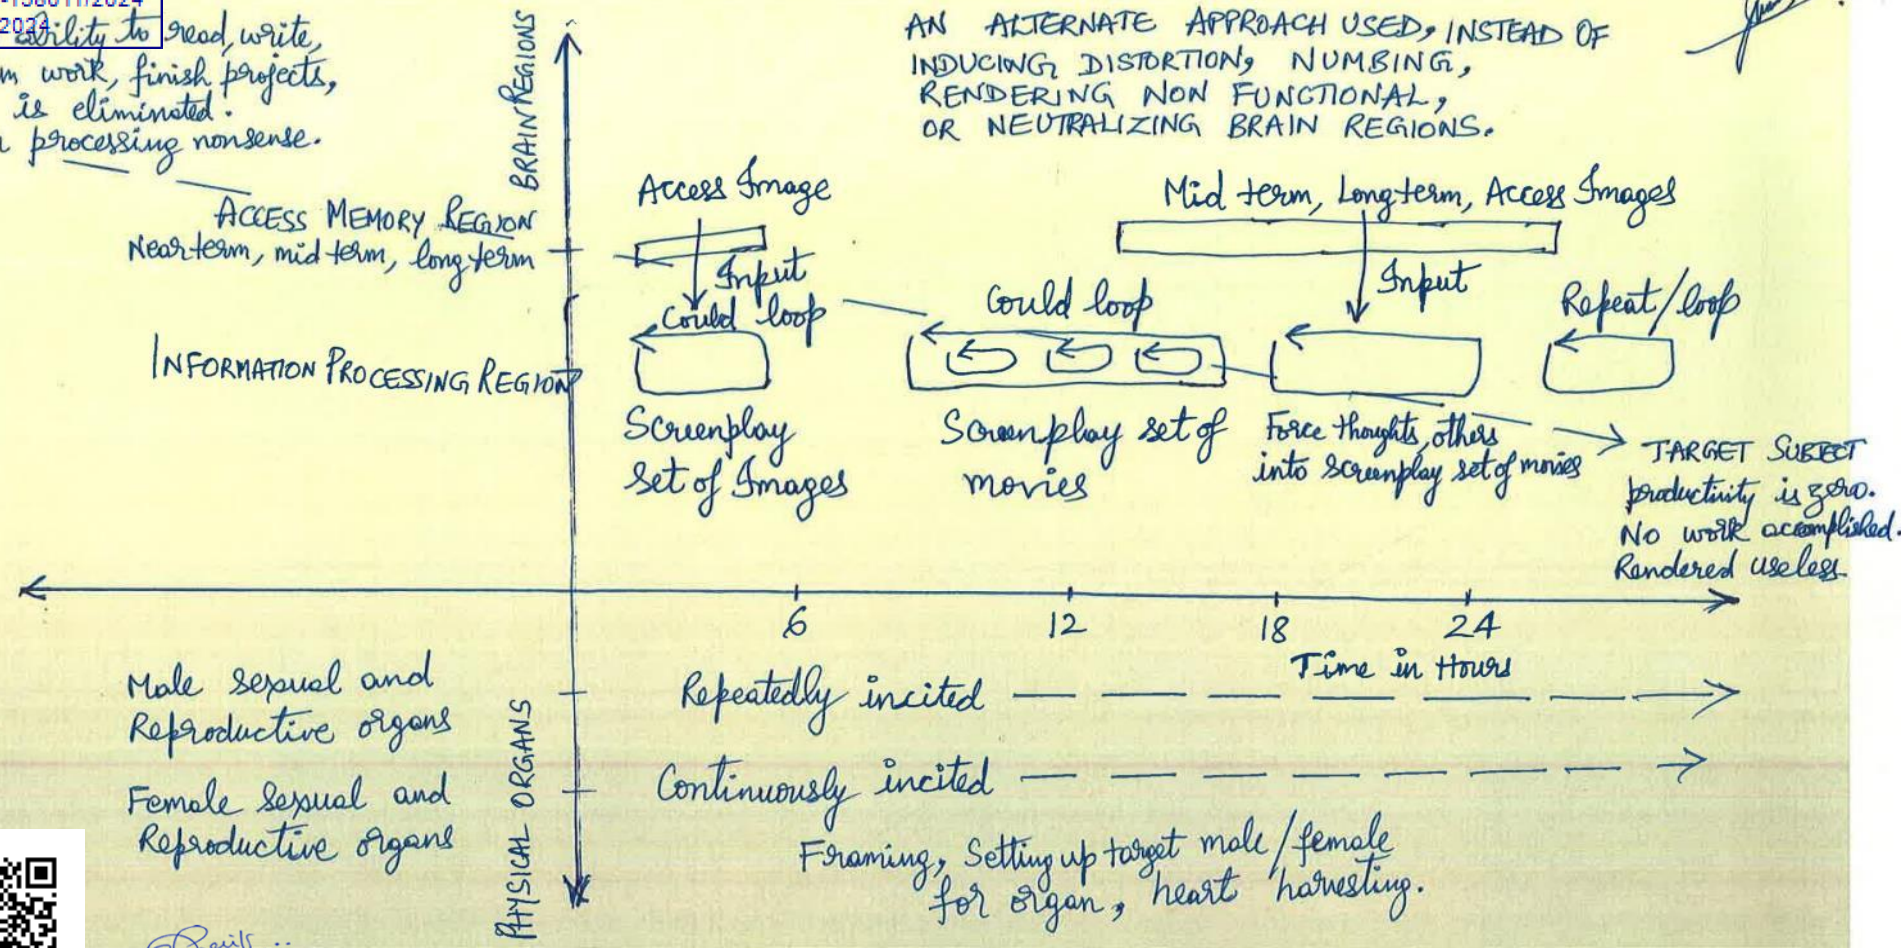 -1580111/2024
2024
ability to read, write,
m work, finish projects,
is eliminated.
processing nonsense.
AN ALTERNATE APPROACH USED, INSTEAD OF
INDUCING DISTORTION, NUMBING,
RENDERING NON FUNCTIONAL,
OR NEUTRALIZING BRAIN REGIONS.
BRAIN REGIONS
Access Image
Mid term, Long term, Access Images
ACCESS MEMORY REGION
Near term, mid term, long term
Input
Input
Could loop
Could loop
Repeat/loop
INFORMATION PROCESSING REGION
Screenplay
set of Images
Screenplay set of
movies
Force thoughts, others
into screenplay set of movies
TARGET SUBJECT
productivity is zero.
No work accomplished.
Rendered useless.
6 12 18 24
Time in Hours
Male sexual and
Reproductive organs
Repeatedly incited
Female sexual and
Reproductive organs
Continuously incited
PHYSICAL ORGANS
Framing, Setting up target male/female
for organ, heart harvesting.